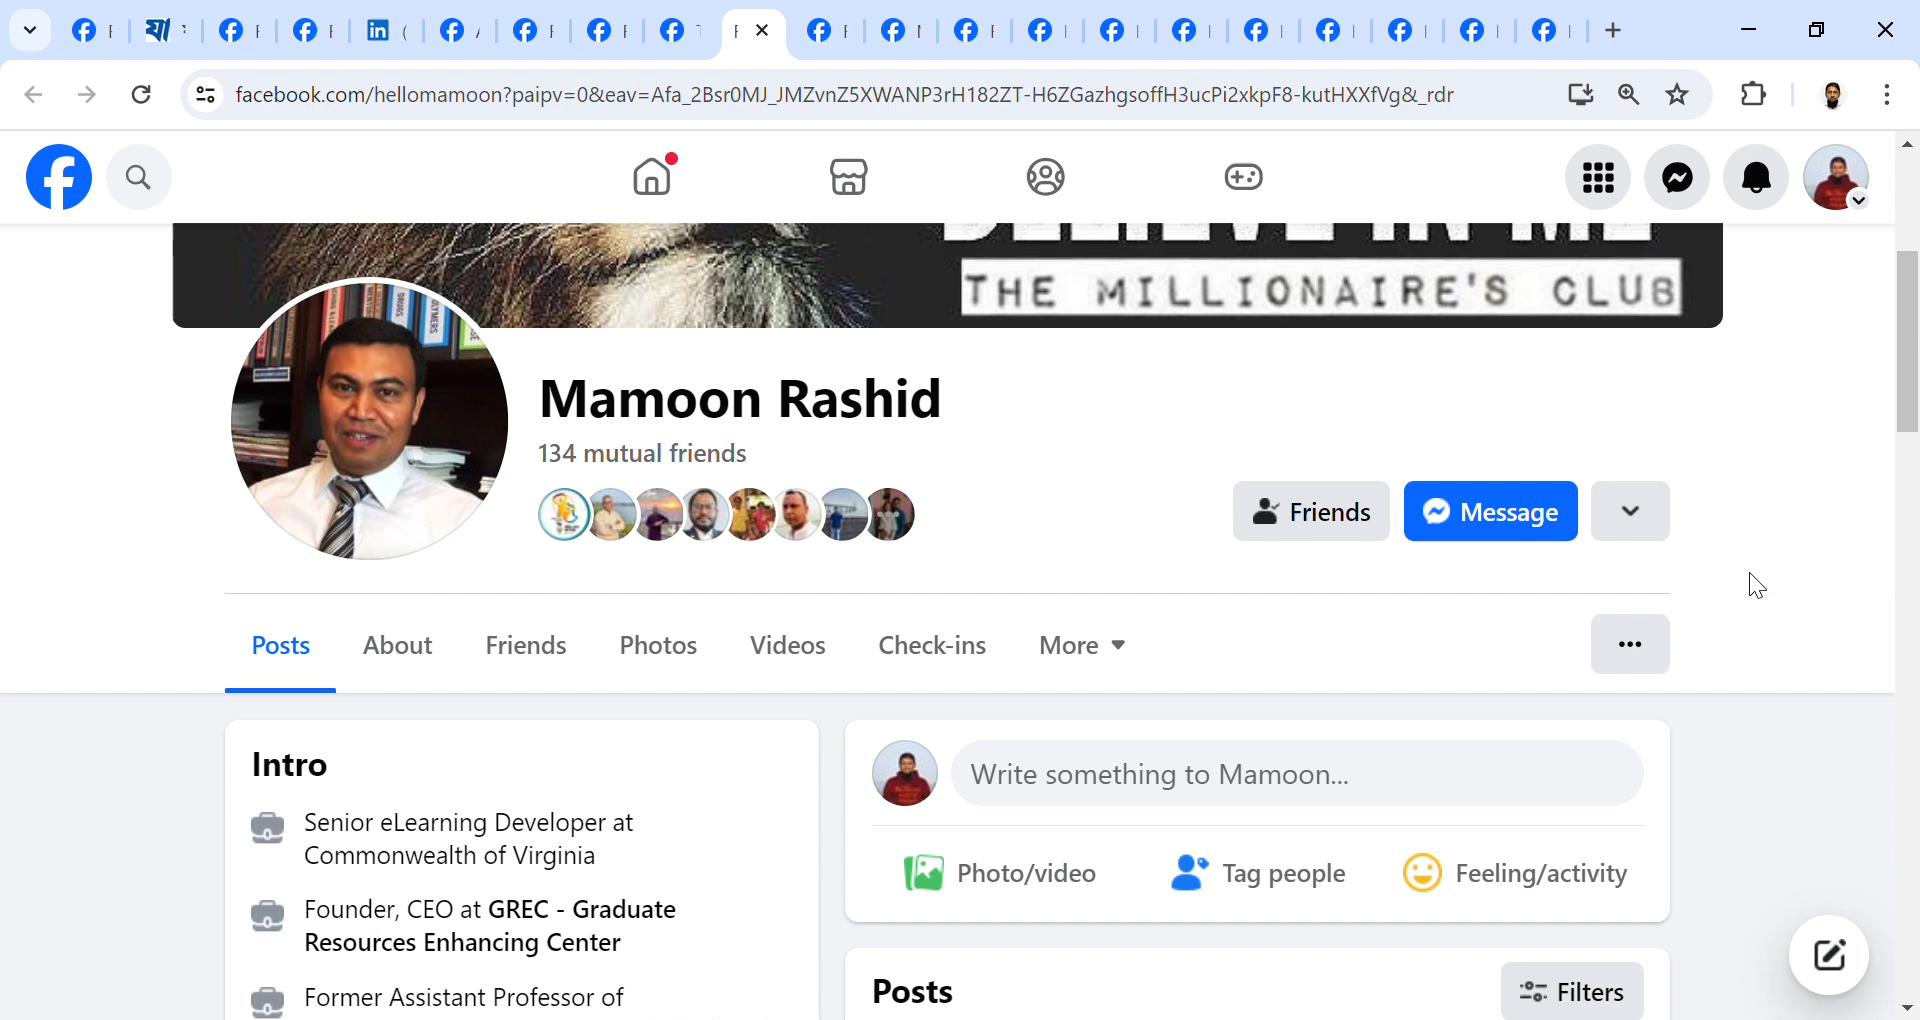 facebook.com/hellomamoon?paipv=0&eav=Afa_2Bsr0MJ_JMZvnZ5XWANP3rH182ZT-H6ZGazhgsoffH3ucPi2xkpF8-kutHXXfVg&_rdr
BELIEVE IN ME
THE MILLIONAIRE'S CLUB
Mamoon Rashid
134 mutual friends
Friends
Message
Posts
About
Friends
Photos
Videos
Check-ins
More
Intro
Senior eLearning Developer at
Commonwealth of Virginia
Founder, CEO at GREC - Graduate
Resources Enhancing Center
Former Assistant Professor of
Write something to Mamoon...
Photo/video
Tag people
Feeling/activity
Posts
Filters